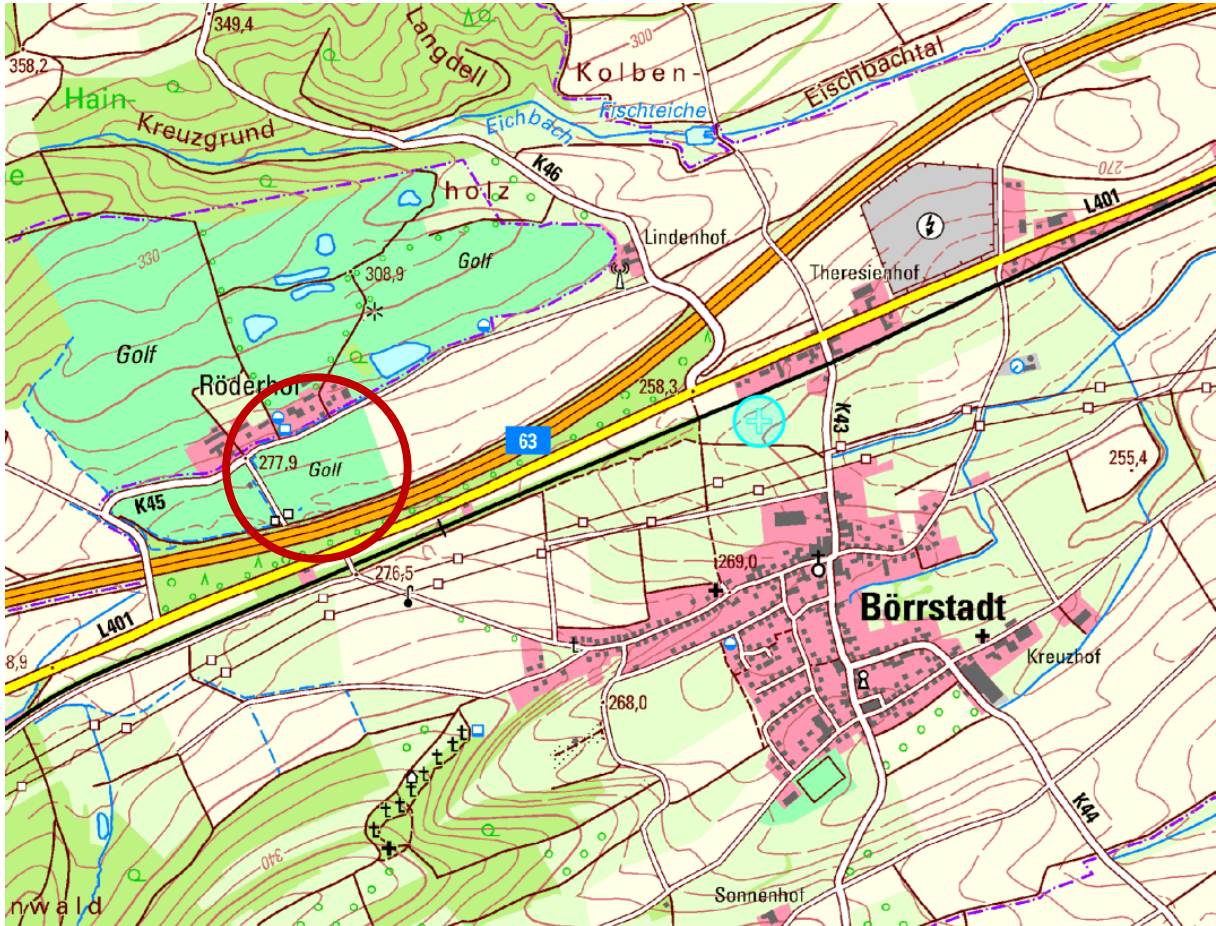 349,4
358,2
Langdell
300
Kolben-
Eischbachtal
Hain-
Kreuzgrund
Eichbach
Fischteiche
K46
e
holz
270
L401
Lindenhof
330
Golf
308,9
Theresienhof
Golf
Röderhof
258,3
K43
63
277,9
Golf
255,4
K45
276,5
269,0
L401
Börrstadt
8,9
Kreuzhof
268,0
K44
340
Sonnenhof
nwald